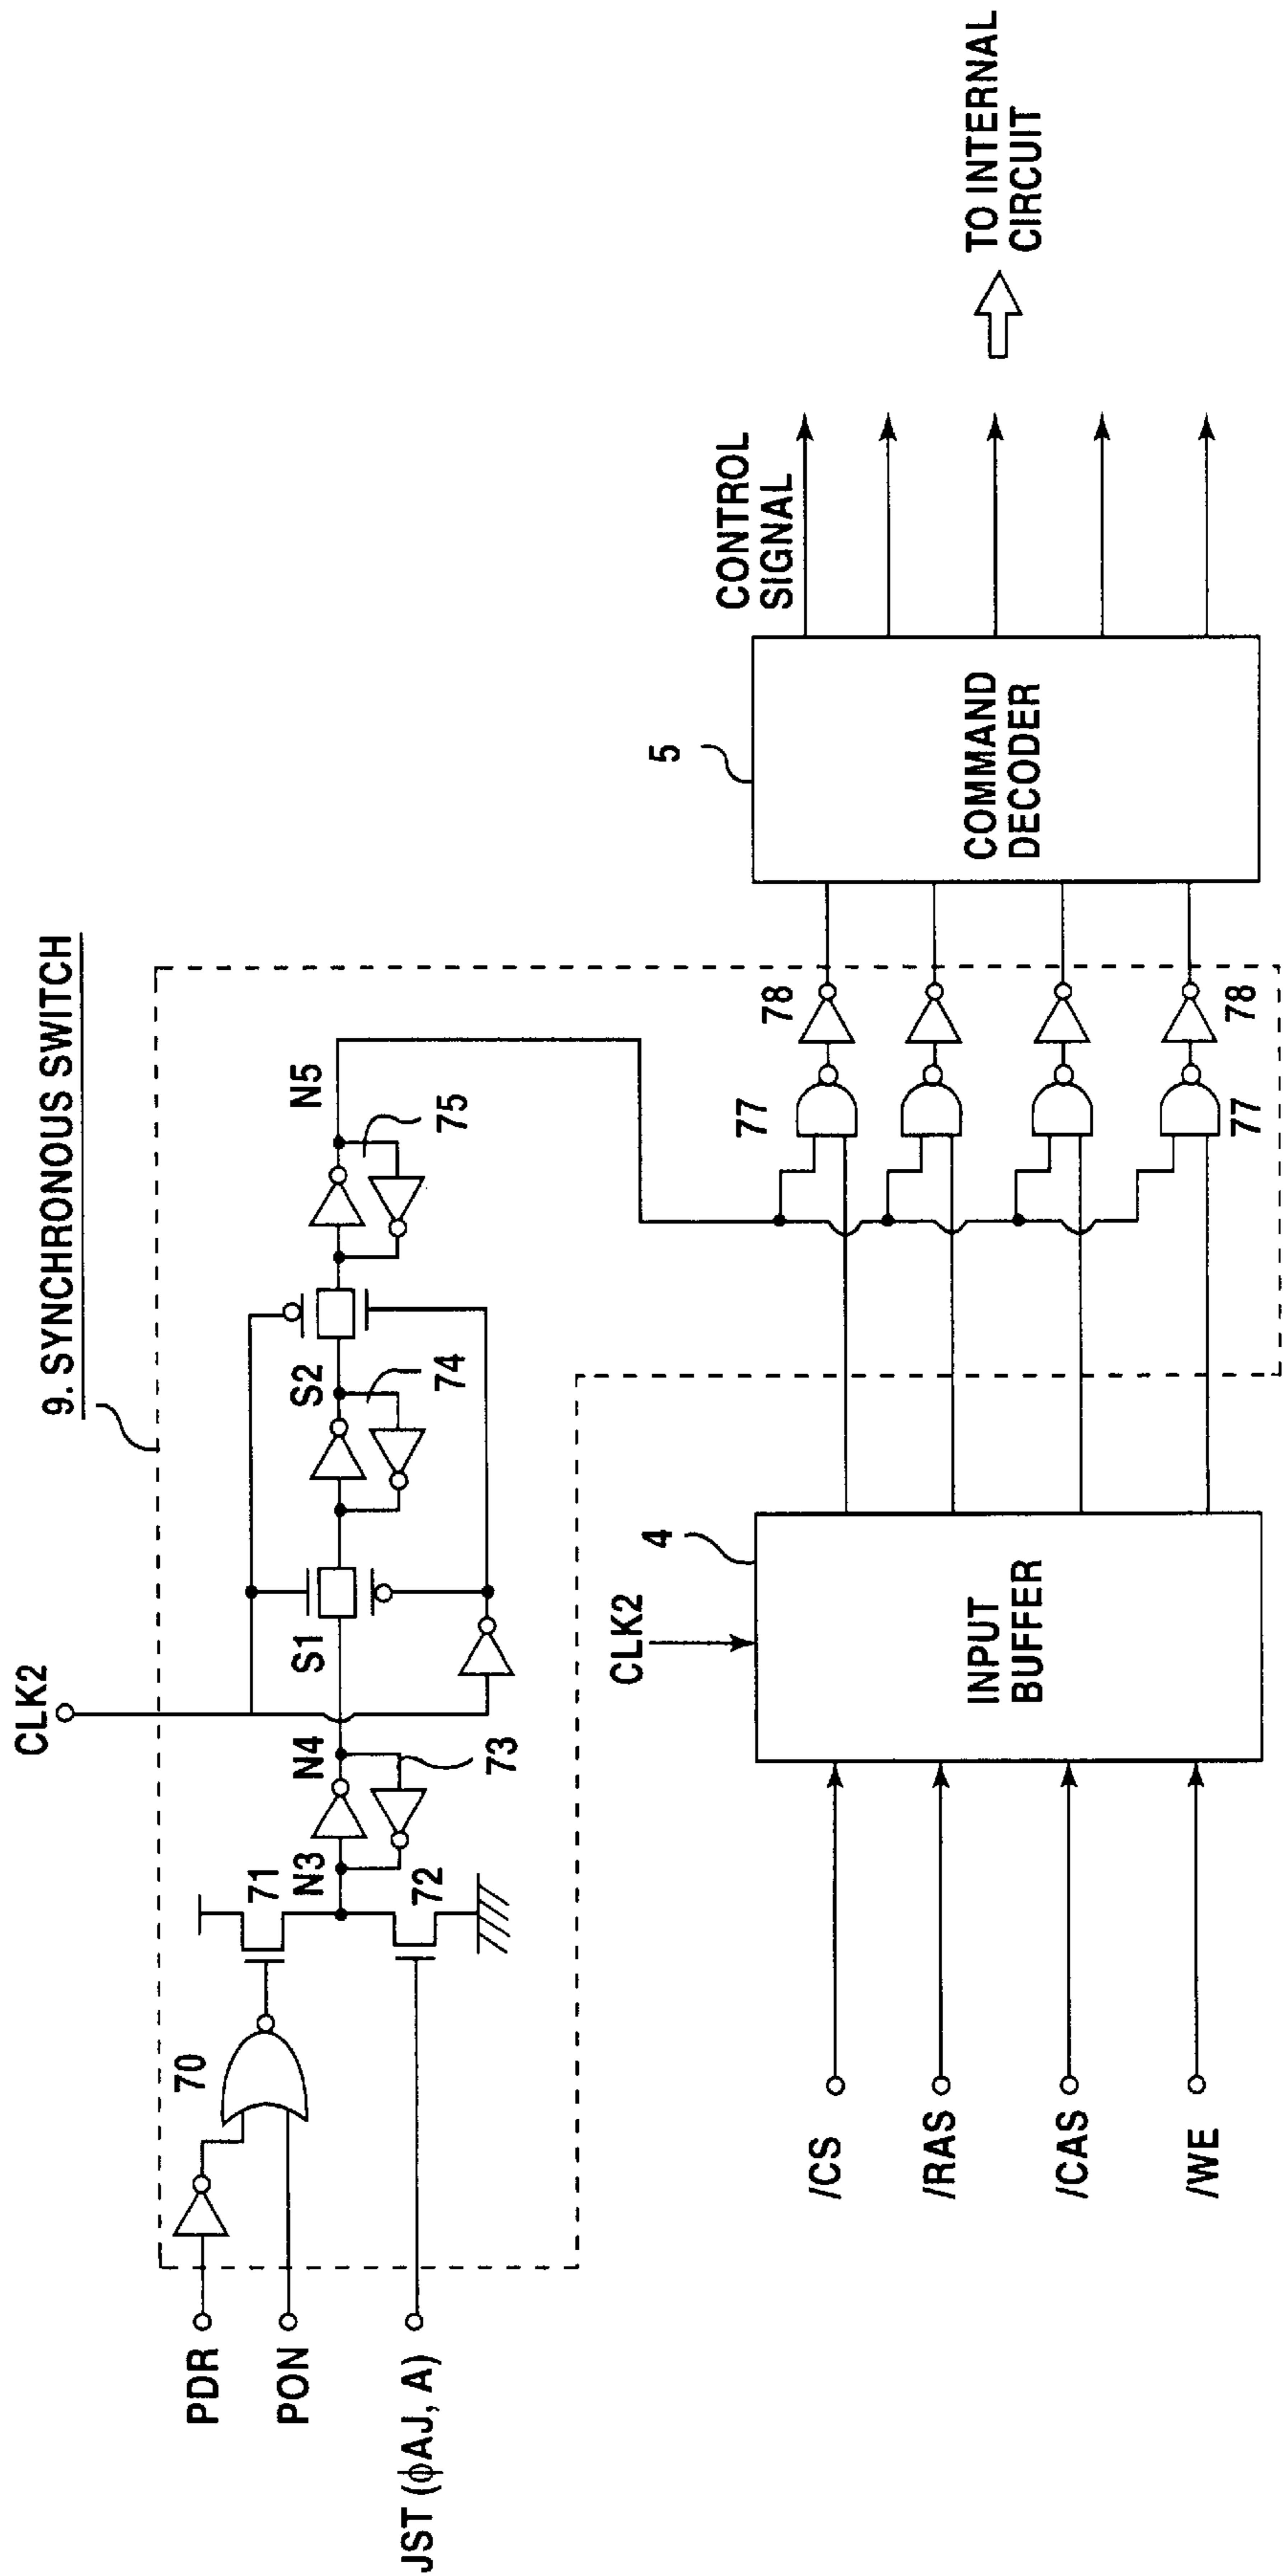 9. SYNCHRONOUS SWITCH
CLK2
PDR
PON
JST (ϕAJ, A)
70
71
72
N3
N4
73
S1
S2
74
N5
75
77
78
77
78
CLK2
4
INPUT
BUFFER
/CS
/RAS
/CAS
/WE
5
COMMAND
DECODER
CONTROL
SIGNAL
TO INTERNAL
CIRCUIT